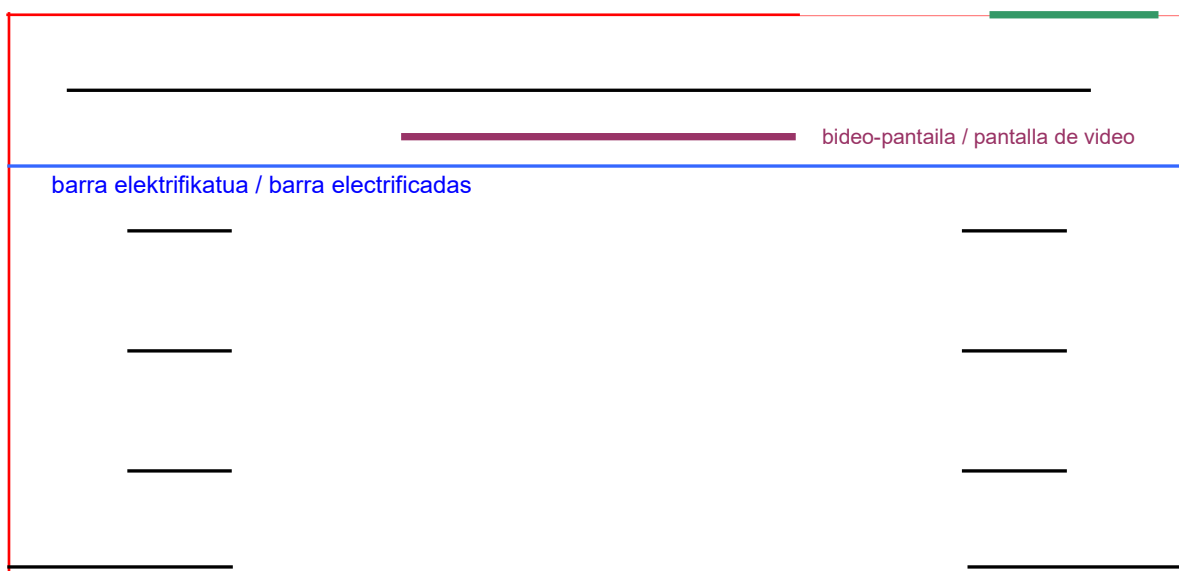 bideo-pantaila / pantalla de video
barra elektrifikatua / barra electrificadas